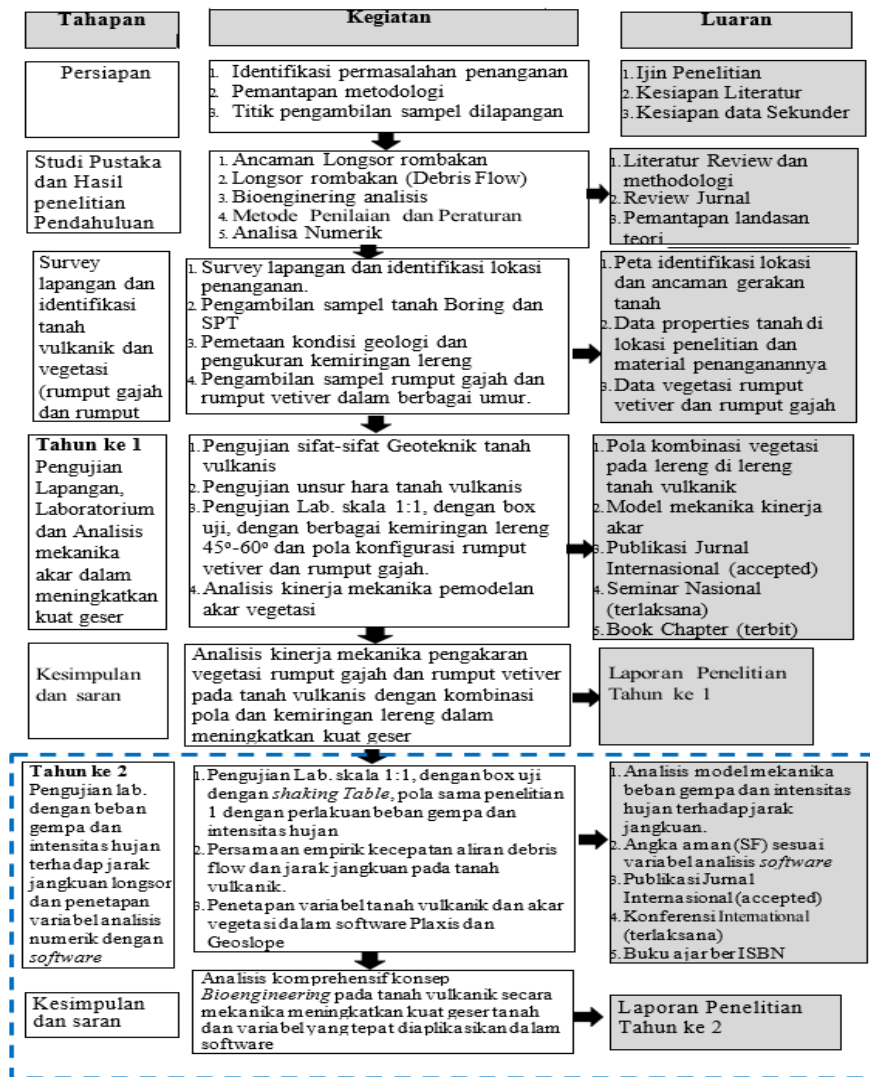 Tahapan
Kegiatan
Luaran
Persiapan
1. Identifikasi permasalahan penanganan
2. Pemantapan metodologi
3. Titik pengambilan sampel dilapangan
1. Ijin Penelitian
2. Kesiapan Literatur
3. Kesiapan data Sekunder
Studi Pustaka
dan Hasil
penelitian
Pendahuluan
1. Ancaman Longsor rombakan
2. Longsor rombakan (Debris Flow)
3. Bioenginering analisis
4. Metode Penilaian dan Peraturan
5. Analisa Numerik
1. Literatur Review dan
methodologi
2. Review Jurnal
3. Pemantapan landasan
teori
Survey
lapangan dan
identifikasi
tanah
vulkanik dan
vegetasi
(rumput gajah
dan rumput
1. Survey lapangan dan identifikasi lokasi
penanganan.
2. Pengambilan sampel tanah Boring dan
SPT
3. Pemetaan kondisi geologi dan
pengukuran kemiringan lereng
4. Pengambilan sampel rumput gajah dan
rumput vetiver dalam berbagai umur.
1. Peta identifikasi lokasi
dan ancaman gerakan
tanah
2. Data properties tanah di
lokasi penelitian dan
material penanganannya
3. Data vegetasi rumput
vetiver dan rumput gajah
Tahun ke 1
Pengujian
Lapangan,
Laboratorium
dan Analisis
mekanika
akar dalam
meningkatkan
kuat geser
1. Pengujian sifat-sifat Geoteknik tanah
vulkanis
2. Pengujian unsur hara tanah vulkanis
3. Pengujian Lab. skala 1:1, dengan box
uji, dengan berbagai kemiringan lereng
45º-60º dan pola konfigurasi rumput
vetiver dan rumput gajah.
4. Analisis kinerja mekanika pemodelan
akar vegetasi
1. Pola kombinasi vegetasi
pada lereng di lereng
tanah vulkanik
2. Model mekanika kinerja
akar
3. Publikasi Jurnal
Internasional (accepted)
4. Seminar Nasional
(terlaksana)
5. Book Chapter (terbit)
Kesimpulan
dan saran
Analisis kinerja mekanika pengakaran
vegetasi rumput gajah dan rumput vetiver
pada tanah vulkanis dengan kombinasi
pola dan kemiringan lereng dalam
meningkatkan kuat geser
Laporan Penelitian
Tahun ke 1
Tahun ke 2
Pengujian lab.
dengan beban
gempa dan
intensitas hujan
terhadap jarak
jangkuan longsor
dan penetapan
variabel analisis
numerik dengan
software
1. Pengujian Lab. skala 1:1, dengan box uji
dengan shaking Table, pola sama penelitian
1 dengan perlakuan beban gempa dan
intensitas hujan
2. Persamaan empirik kecepatan aliran debris
flow dan jarak jangkuan pada tanah
vulkanik.
3. Penetapan variabel tanah vulkanik dan akar
vegetasi dalam software Plaxis dan
Geoslope
1. Analisis model mekanika
beban gempa dan intensitas
hujan terhadap jarak
jangkuan.
2. Angka aman (SF) sesuai
variabel analisis software
3. Publikasi Jurnal
Internasional (accepted)
4. Konferensi International
(terlaksana)
5. Buku ajar ber ISBN
Kesimpulan
dan saran
Analisis komprehensif konsep
Bioengineering pada tanah vulkanik secara
mekanika meningkatkan kuat geser tanah
dan variabel yang tepat diaplikasikan dalam
software
Laporan Penelitian
Tahun ke 2